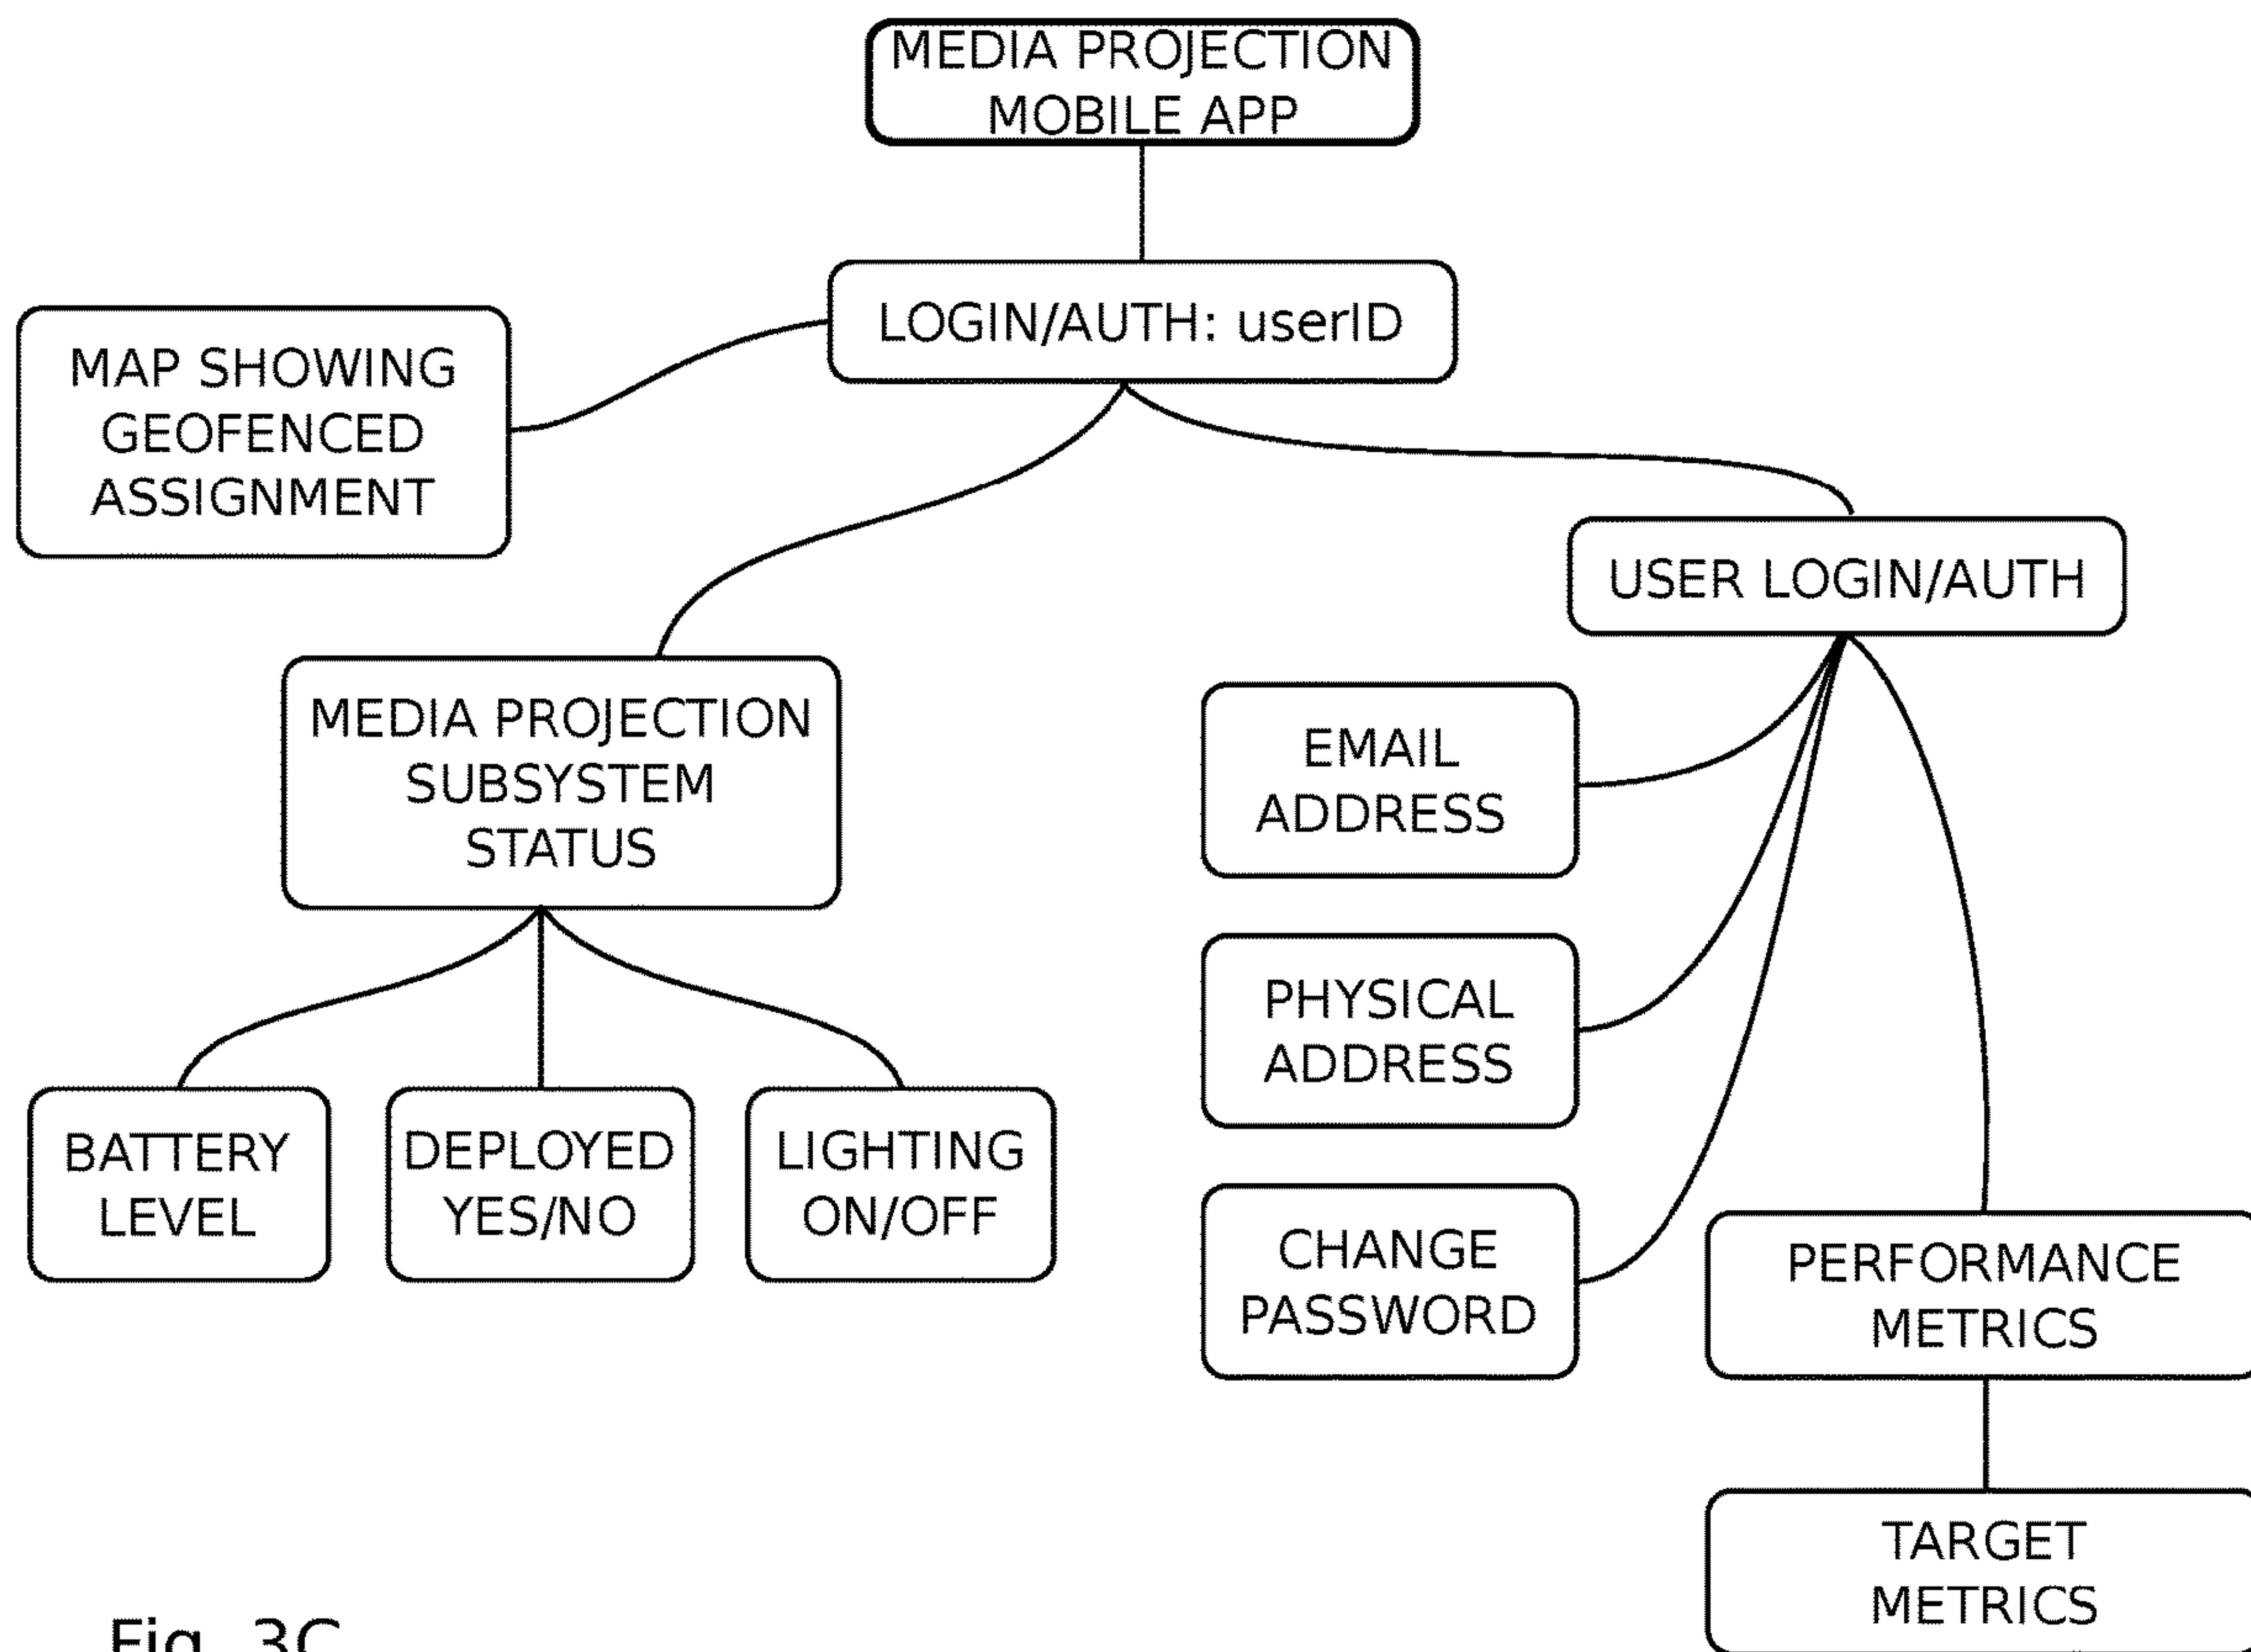 MEDIA PROJECTION
MOBILE APP
LOGIN/AUTH: userID
MAP SHOWING
GEOFENCED
ASSIGNMENT
USER LOGIN/AUTH
MEDIA PROJECTION
SUBSYSTEM
STATUS
EMAIL
ADDRESS
PHYSICAL
ADDRESS
BATTERY
LEVEL
DEPLOYED
YES/NO
LIGHTING
ON/OFF
CHANGE
PASSWORD
PERFORMANCE
METRICS
TARGET
METRICS
Fig. 3C